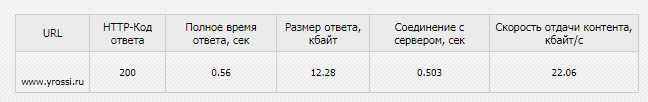 URL HTTP-Код Полное время Размер ответа, Соединение с Скорость отдачи контента,
ответа ответа, сек кбайт сервером, сек кбайт/с
www.yrossi.ru 200 0.56 12.28 0.503 22.06